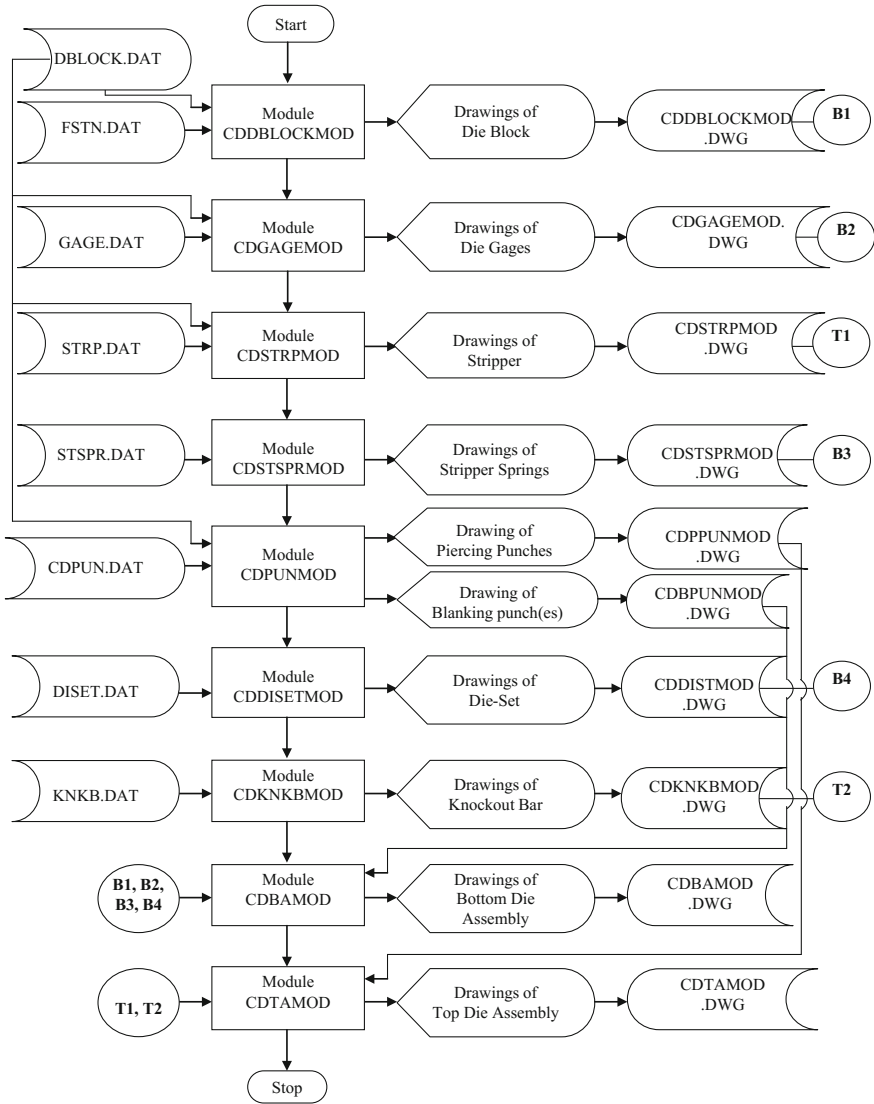 Start
DBLOCK.DAT
FSTN.DAT
Module
CDDBLOCKMOD
Drawings of
Die Block
CDDBLOCKMOD
.DWG
B1
GAGE.DAT
Module
CDGAGEMOD
Drawings of
Die Gages
CDGAGEMOD.
DWG
B2
STRP.DAT
Module
CDSTRPMOD
Drawings of
Stripper
CDSTRPMOD
.DWG
T1
STSPR.DAT
Module
CDSTSPRMOD
Drawings of
Stripper Springs
CDSTSPRMOD
.DWG
B3
CDPUN.DAT
Module
CDPUNMOD
Drawing of
Piercing Punches
CDPPUNMOD
.DWG
Drawing of
Blanking punch(es)
CDBPUNMOD
.DWG
DISET.DAT
Module
CDDISETMOD
Drawings of
Die-Set
CDDISTMOD
.DWG
B4
KNKB.DAT
Module
CDKNKBMOD
Drawings of
Knockout Bar
CDKNKBMOD
.DWG
T2
B1, B2,
B3, B4
Module
CDBAMOD
Drawings of
Bottom Die
Assembly
CDBAMOD
.DWG
T1, T2
Module
CDTAMOD
Drawings of
Top Die Assembly
CDTAMOD
.DWG
Stop